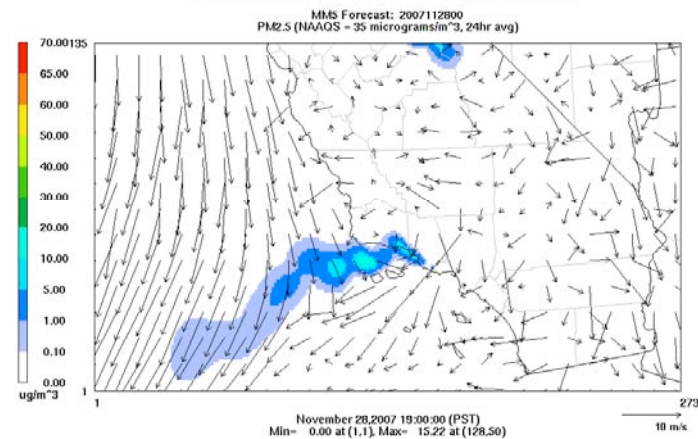 MM5 Forecast: 2007112800
PM2.5 (NAAQS = 35 micrograms/m^3, 24hr avg)
70.00
135
65.00
60.00
50.00
40.00
30.00
20.00
10.00
5.00
1.00
0.10
0.00
ug/m^3
1
1
273
November 28,2007 19:00:00 (PST)
Min= 0.00 at (1,1), Max= 15.22 at (128,50)
10 m/s